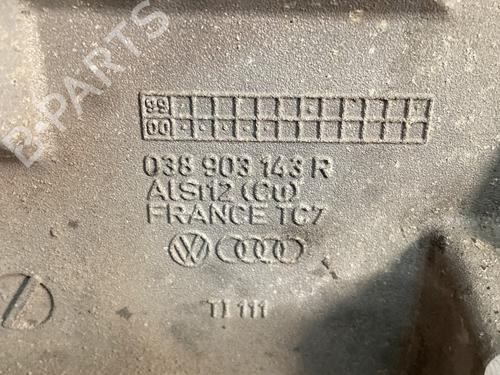 B-PARTS
99
00
038 903 143 R
AlSi12 (Cu)
FRANCE TC7
TI 111